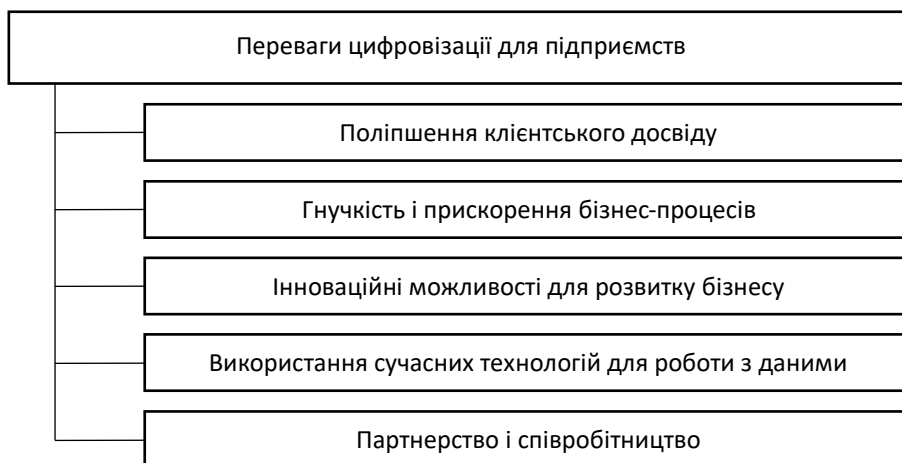 Переваги цифровізації для підприємств
Поліпшення клієнтського досвіду
Гнучкість і прискорення бізнес-процесів
Інноваційні можливості для розвитку бізнесу
Використання сучасних технологій для роботи з даними
Партнерство і співробітництво